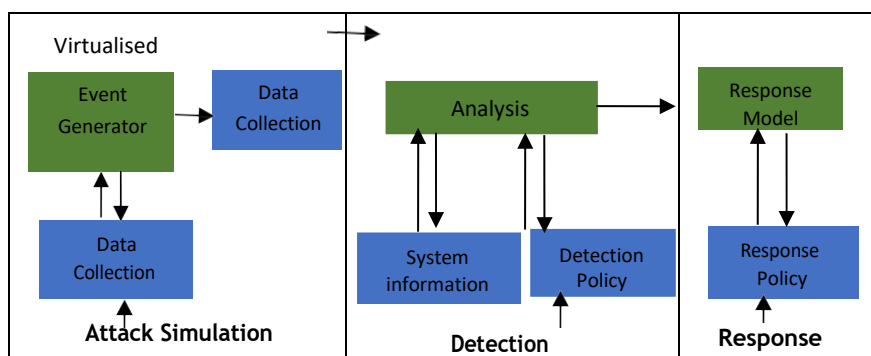 Virtualised
Event
Generator
Data
Collection
Data
Collection
Attack Simulation
Analysis
System
information
Detection
Policy
Detection
Response
Model
Response
Policy
Response